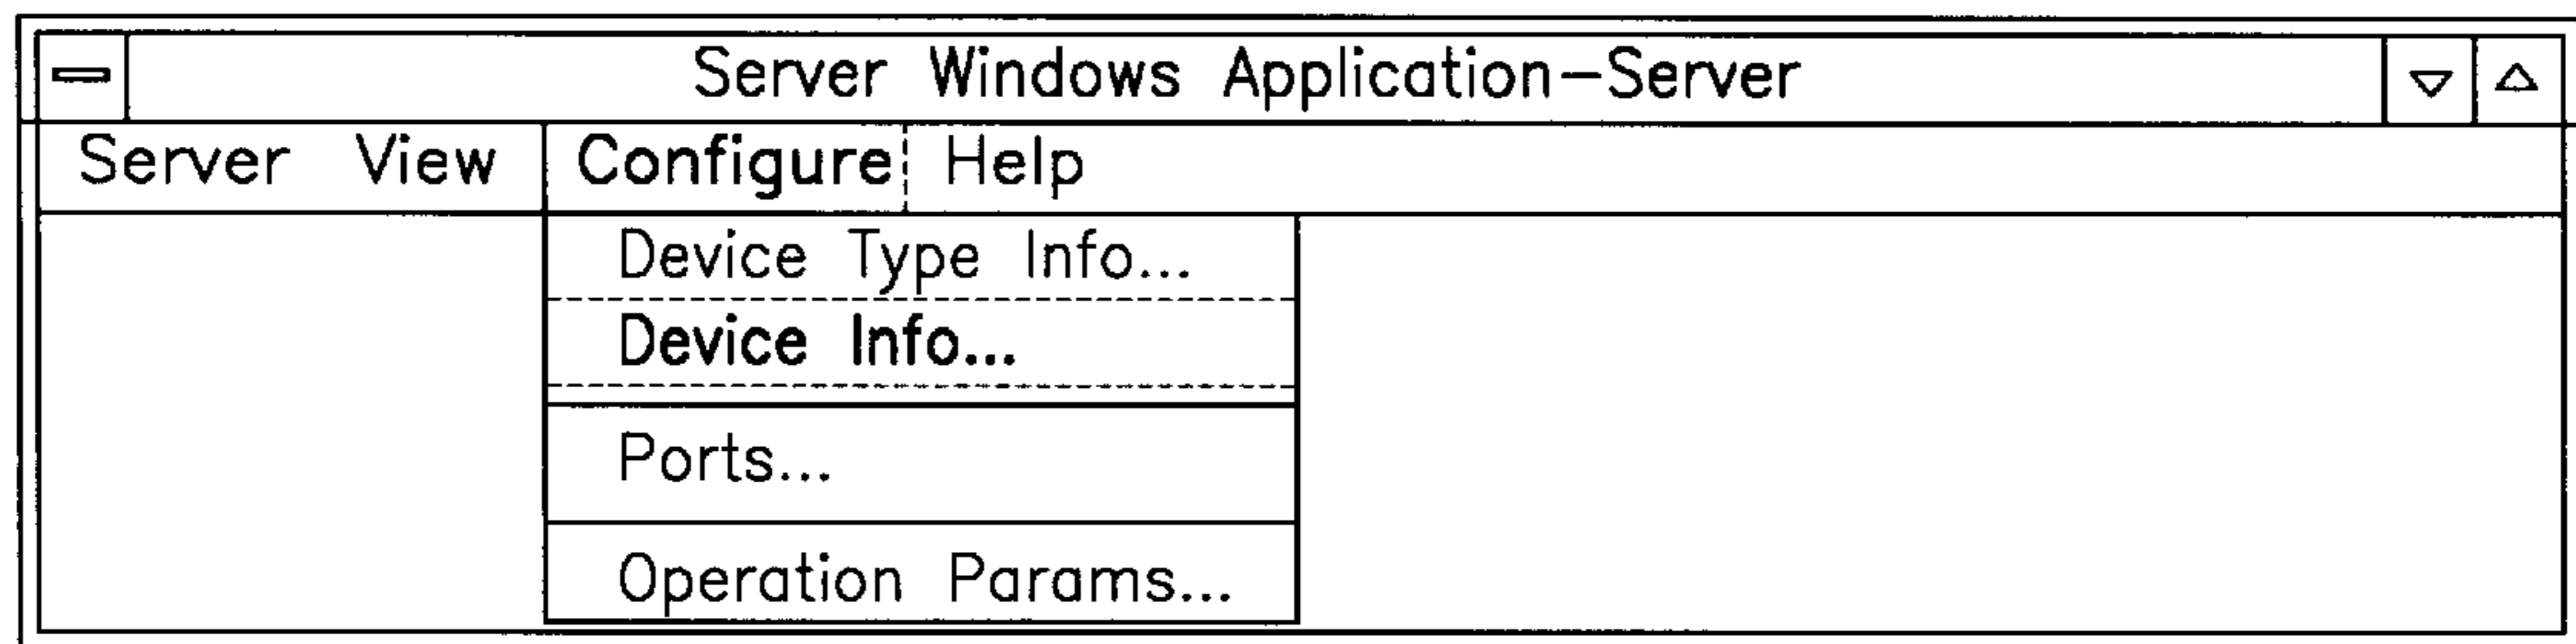 Server Windows Application-Server
Server View Configure Help
Device Type Info...
Device Info...
Ports...
Operation Params...